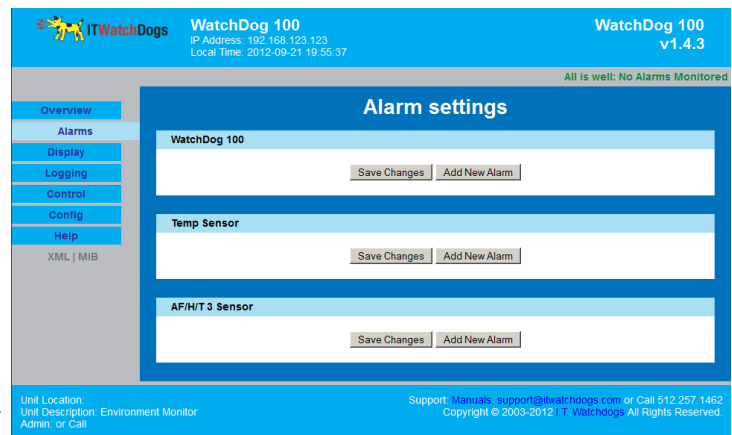 ITWatchDogs
WatchDog 100
IP Address: 192.168.123.123
Local Time: 2012-09-21 19:55:37
WatchDog 100
v1.4.3
All is well: No Alarms Monitored
Overview
Alarms
Display
Logging
Control
Config
Help
XML | MIB
Alarm settings
WatchDog 100
Save Changes Add New Alarm
Temp Sensor
Save Changes Add New Alarm
AF/H/T3 Sensor
Save Changes Add New Alarm
Unit Location:
Unit Description: Environment Monitor
Admin: or Call
Support: Manuals, support@itwatchdogs.com or Call 512.257.1462
Copyright © 2003-2012 I.T. Watchdogs All Rights Reserved.